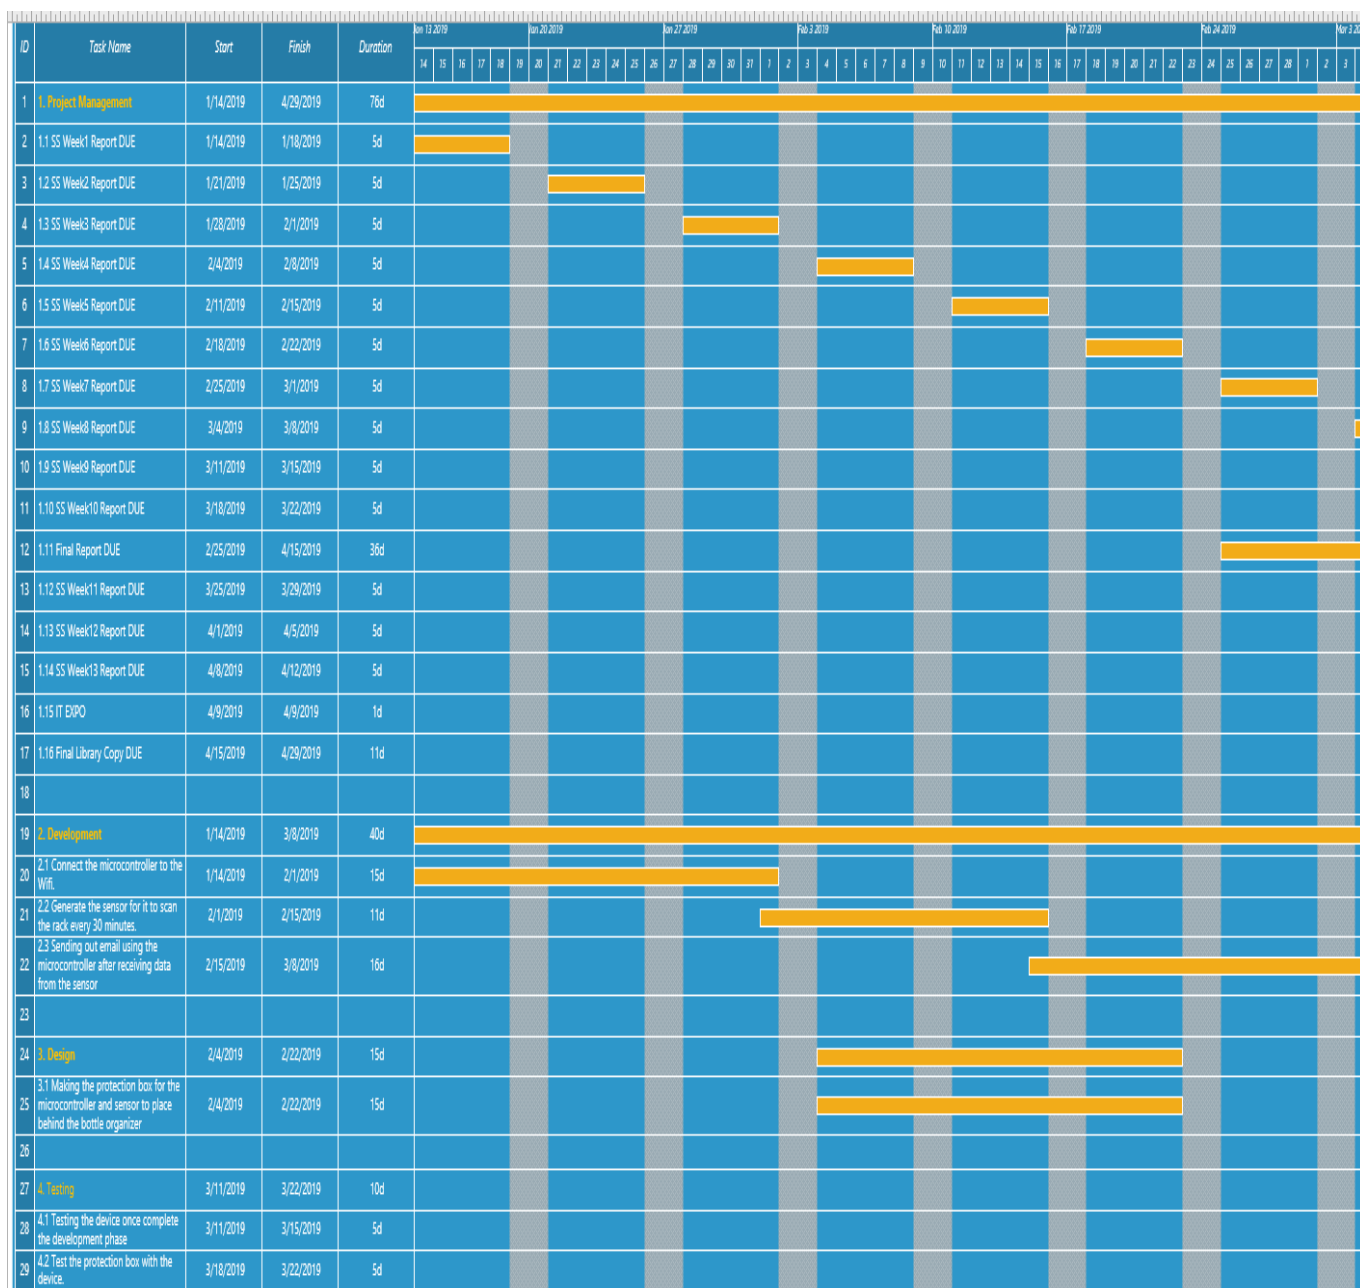 Jan 13 2019 Jan 20 2019 Jan 27 2019 Feb 3 2019 Feb 10 2019 Feb 17 2019 Feb 24 2019 Mar 3
ID Task Name Start Finish Duration
14 15 16 17 18 19 20 21 22 23 24 25 26 27 28 29 30 31 1 2 3 4 5 6 7 8 9 10 11 12 13 14 15 16 17 18 19 20 21 22 23 24 25 26 27 28 1 2 3
1 1. Project Management 1/14/2019 4/29/2019 76d
2 1.1 SS Week1 Report DUE 1/14/2019 1/18/2019 5d
3 1.2 SS Week2 Report DUE 1/21/2019 1/25/2019 5d
4 1.3 SS Week3 Report DUE 1/28/2019 2/1/2019 5d
5 1.4 SS Week4 Report DUE 2/4/2019 2/8/2019 5d
6 1.5 SS Week5 Report DUE 2/11/2019 2/15/2019 5d
7 1.6 SS Week6 Report DUE 2/18/2019 2/22/2019 5d
8 1.7 SS Week7 Report DUE 2/25/2019 3/1/2019 5d
9 1.8 SS Week8 Report DUE 3/4/2019 3/8/2019 5d
10 1.9 SS Week9 Report DUE 3/11/2019 3/15/2019 5d
11 1.10 SS Week10 Report DUE 3/18/2019 3/22/2019 5d
12 1.11 Final Report DUE 2/25/2019 4/15/2019 36d
13 1.12 SS Week11 Report DUE 3/25/2019 3/29/2019 5d
14 1.13 SS Week12 Report DUE 4/1/2019 4/5/2019 5d
15 1.14 SS Week13 Report DUE 4/8/2019 4/12/2019 5d
16 1.15 IT EXPO 4/9/2019 4/9/2019 1d
17 1.16 Final Library Copy DUE 4/15/2019 4/29/2019 11d
18
19 2. Development 1/14/2019 3/8/2019 40d
20 2.1 Connect the microcontroller to the
Wifi. 1/14/2019 2/1/2019 15d
21 2.2 Generate the sensor for it to scan
the rack every 30 minutes. 2/1/2019 2/15/2019 11d
22 2.3 Sending out email using the
microcontroller after receiving data
from the sensor 2/15/2019 3/8/2019 16d
23
24 3. Design 2/4/2019 2/22/2019 15d
25 3.1 Making the protection box for the
microcontroller and sensor to place
behind the bottle organizer 2/4/2019 2/22/2019 15d
26
27 4. Testing 3/11/2019 3/22/2019 10d
28 4.1 Testing the device once complete
the development phase 3/11/2019 3/15/2019 5d
29 4.2 Test the protection box with the
device. 3/18/2019 3/22/2019 5d